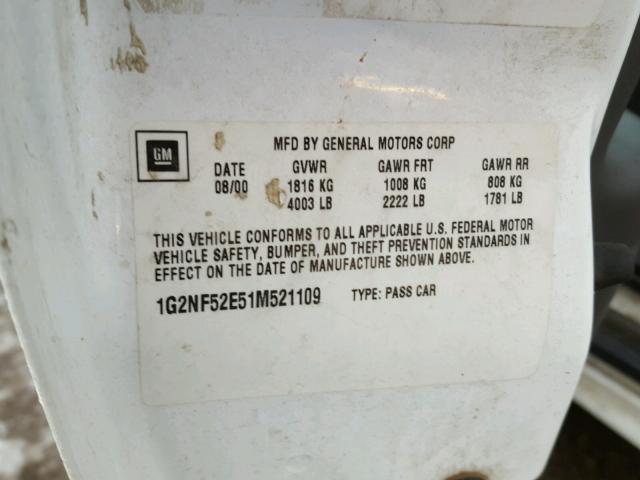 GM
MFD BY GENERAL MOTORS CORP
DATE GVWR GAWR FRT GAWR RR
08/00 1816 KG 1008 KG 808 KG
4003 LB 2222 LB 1781 LB
THIS VEHICLE CONFORMS TO ALL APPLICABLE U.S. FEDERAL MOTOR
VEHICLE SAFETY, BUMPER, AND THEFT PREVENTION STANDARDS IN
EFFECT ON THE DATE OF MANUFACTURE SHOWN ABOVE.
1G2NF52E51M521109 TYPE: PASS CAR